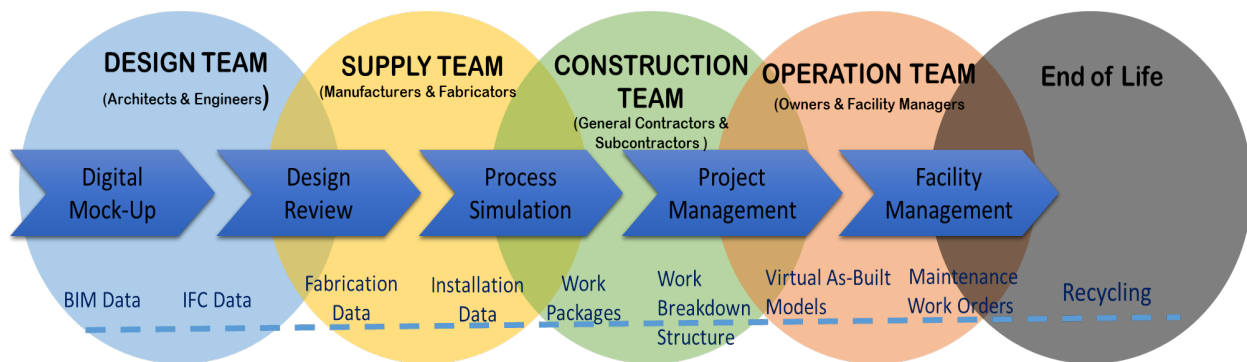 DESIGN TEAM
(Architects & Engineers)
SUPPLY TEAM
(Manufacturers & Fabricators
CONSTRUCTION
TEAM
(General Contractors &
Subcontractors )
OPERATION TEAM
(Owners & Facility Managers
End of Life
Digital
Mock-Up
Design
Review
Process
Simulation
Project
Management
Facility
Management
BIM Data
IFC Data
Fabrication
Data
Installation
Data
Work
Packages
Work
Breakdown
Structure
Virtual As-Built
Models
Maintenance
Work Orders
Recycling